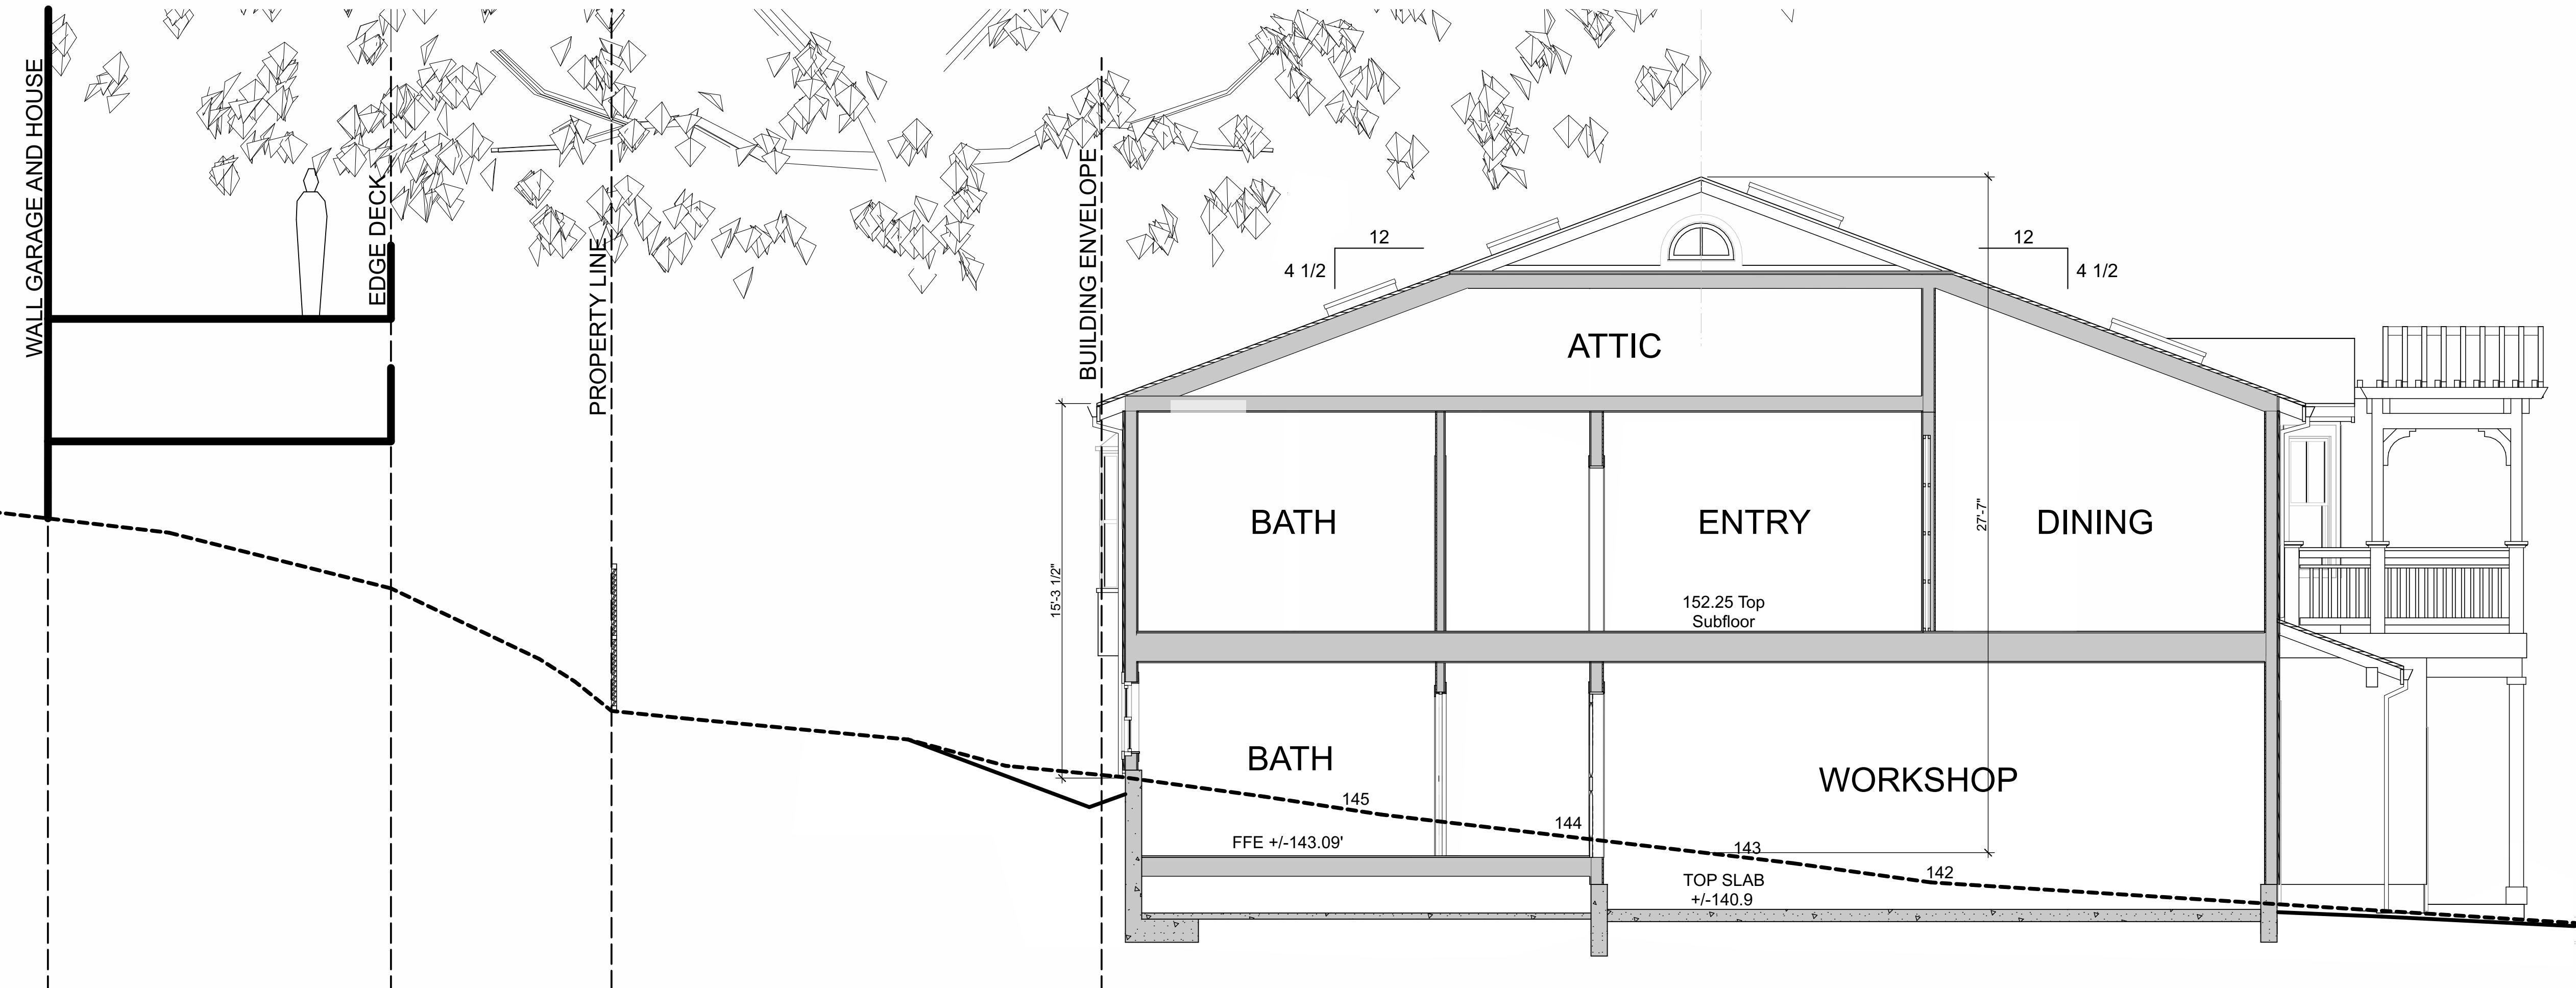 WALL GARAGE AND HOUSE
EDGE DECK
PROPERTY LINE
BUILDING ENVELOPE
12
4 1/2
12
4 1/2
ATTIC
BATH
ENTRY
DINING
15'-3 1/2"
27'-7"
152.25 Top
Subfloor
BATH
WORKSHOP
145
144
143
142
FFE +/-143.09'
TOP SLAB
+/-140.9